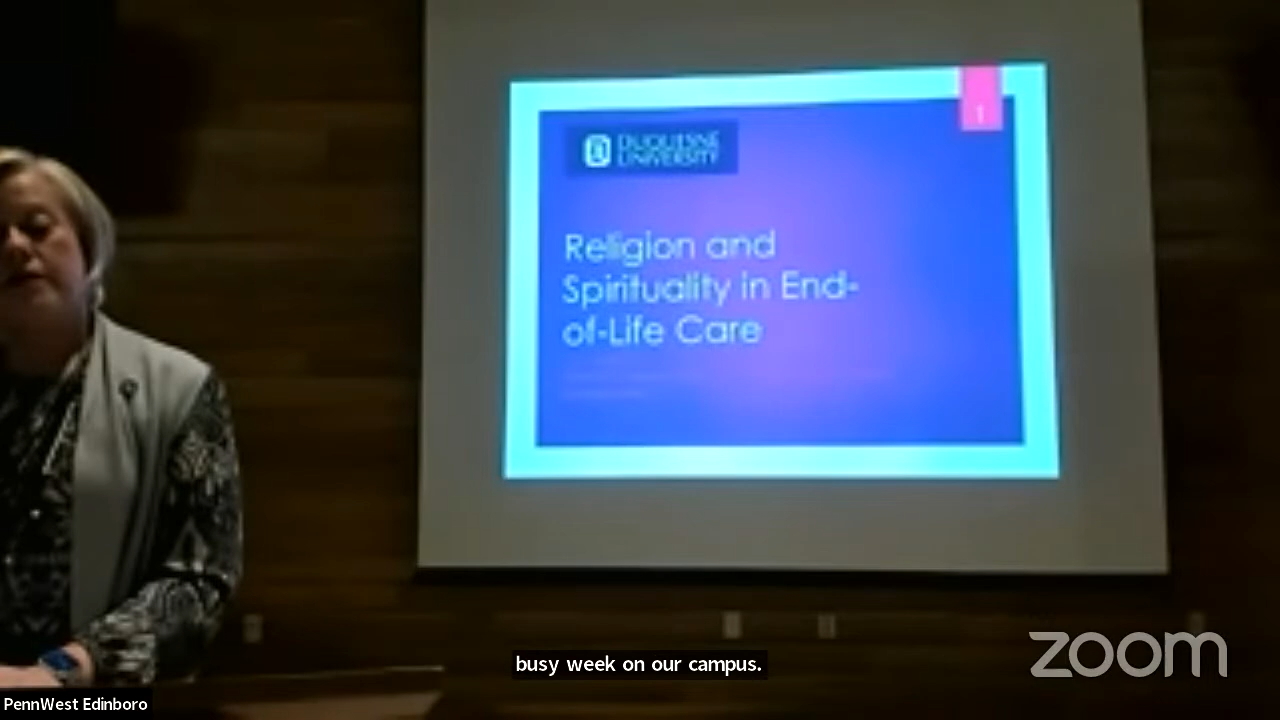 1
DUQUESNE
UNIVERSITY
Religion and
Spirituality in End-
of-Life Care
busy week on our campus.
zoom
PennWest Edinboro